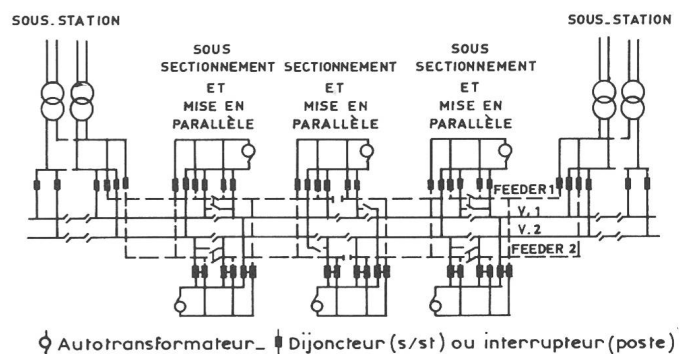 SOUS_STATION
SOUS_STATION
SOUS
SECTIONNEMENT
ET
MISE EN
PARALLÈLE
SECTIONNEMENT
ET
MISE EN
PARALLÈLE
SOUS
SECTIONNEMENT
ET
MISE EN
PARALLÈLE
FEEDER 1
V.1
V.2
FEEDER 2
Autotransformateur_ Dijoncteur (s/st) ou interrupteur (poste)